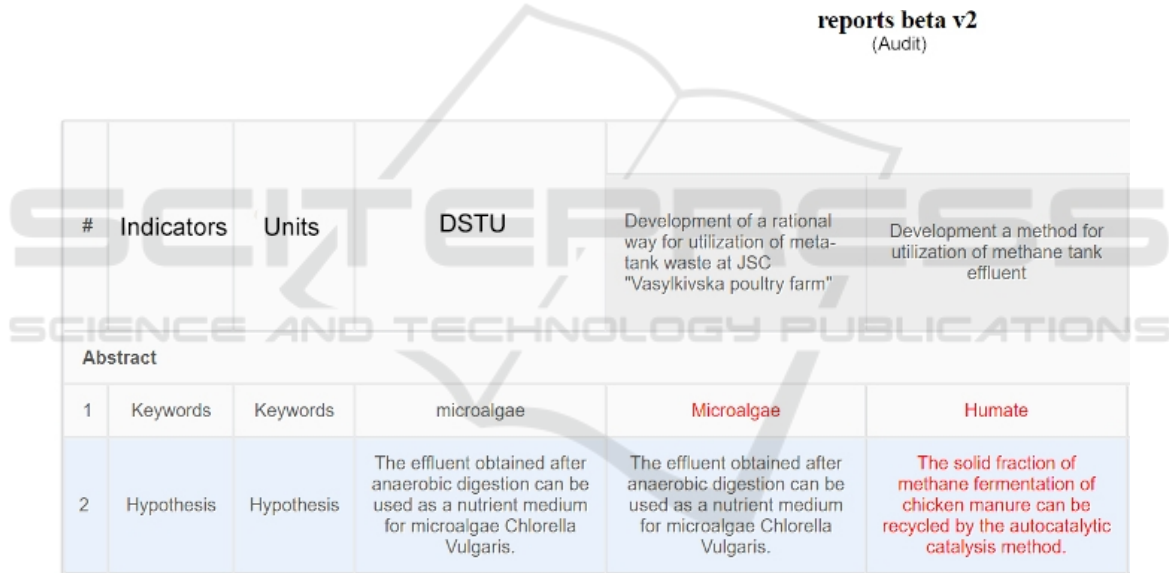 reports beta v2
(Audit)
#
Indicators
Units
DSTU
Development of a rational
way for utilization of meta-
tank waste at JSC
"Vasylkivska poultry farm"
Development a method for
utilization of methane tank
effluent
Abstract
1
Keywords
Keywords
microalgae
Microalgae
Humate
2
Hypothesis
Hypothesis
The effluent obtained after
anaerobic digestion can be
used as a nutrient medium
for microalgae Chlorella
Vulgaris.
The effluent obtained after
anaerobic digestion can be
used as a nutrient medium
for microalgae Chlorella
Vulgaris.
The solid fraction of
methane fermentation of
chicken manure can be
recycled by the autocatalytic
catalysis method.
SCITEPRESS
SCIENCE AND TECHNOLOGY PUBLICATIONS